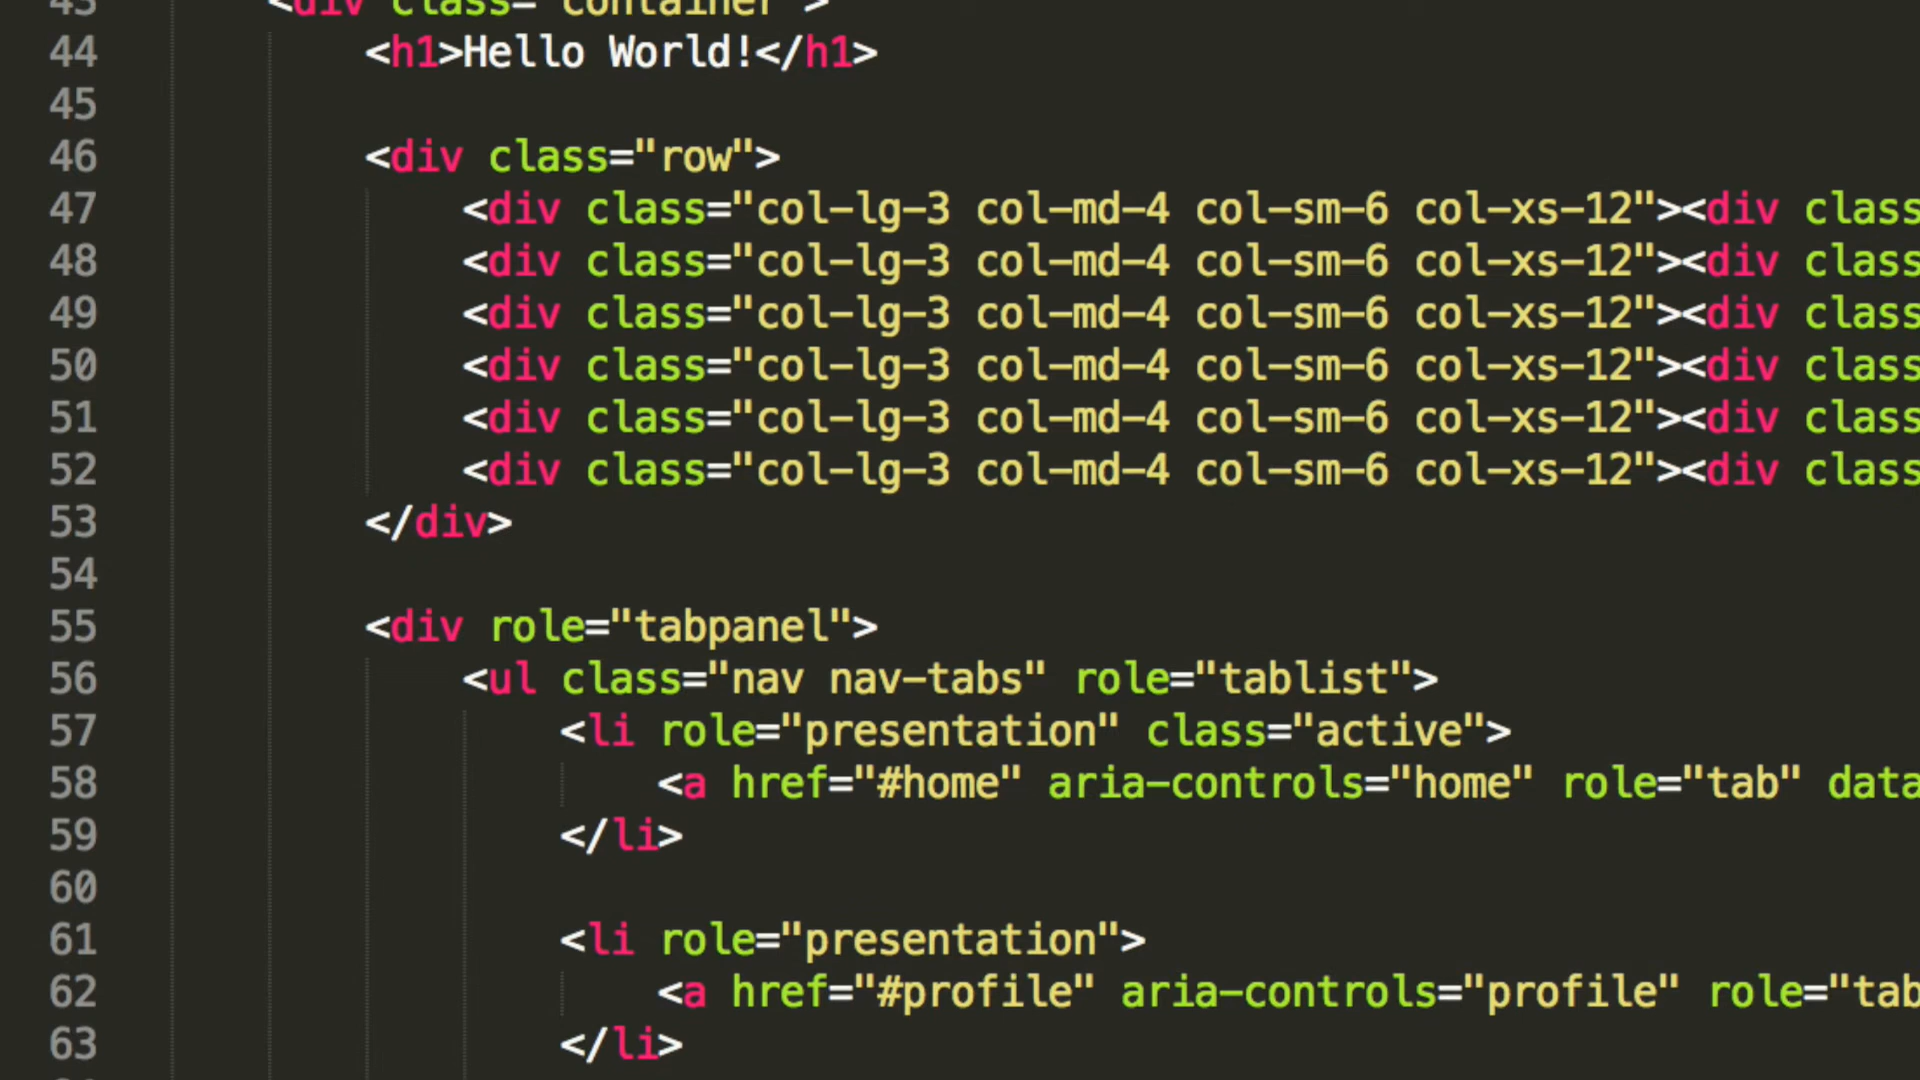 43 <div class="container">
44 <h1>Hello World!</h1>
45
46 <div class="row">
47 <div class="col-lg-3 col-md-4 col-sm-6 col-xs-12"><div class
48 <div class="col-lg-3 col-md-4 col-sm-6 col-xs-12"><div class
49 <div class="col-lg-3 col-md-4 col-sm-6 col-xs-12"><div class
50 <div class="col-lg-3 col-md-4 col-sm-6 col-xs-12"><div class
51 <div class="col-lg-3 col-md-4 col-sm-6 col-xs-12"><div class
52 <div class="col-lg-3 col-md-4 col-sm-6 col-xs-12"><div class
53 </div>
54
55 <div role="tabpanel">
56 <ul class="nav nav-tabs" role="tablist">
57 <li role="presentation" class="active">
58 <a href="#home" aria-controls="home" role="tab" data
59 </li>
60
61 <li role="presentation">
62 <a href="#profile" aria-controls="profile" role="tab
63 </li>